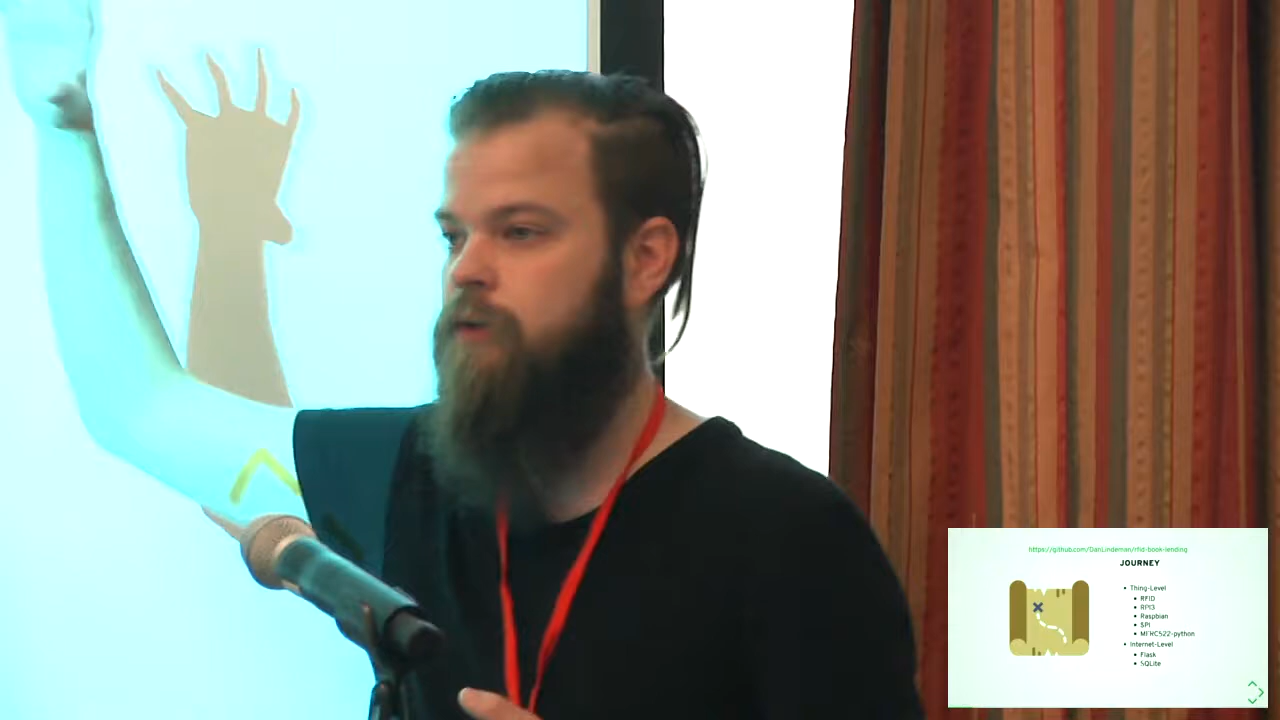 https://github.com/DanLindeman/rfid-book-lending
JOURNEY
Thing-Level
RFID
RPi3
Raspbian
SPI
MFRC522-python
Internet-Level
Flask
SQLite